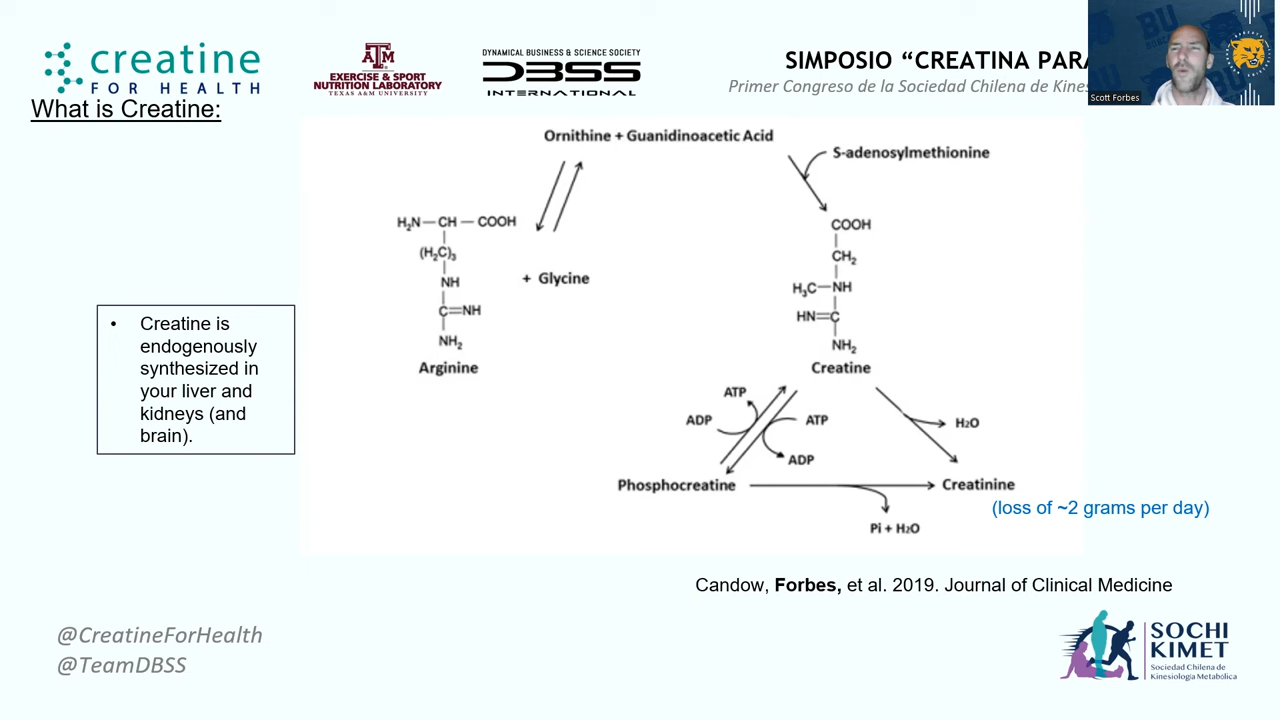 creatine
FOR HEALTH
ATM
EXERCISE & SPORT
NUTRITION LABORATORY
TEXAS A&M UNIVERSITY
DYNAMICAL BUSINESS & SCIENCE SOCIETY
DBSS
INTERNATIONAL
SIMPOSIO “CREATINA PARA
Primer Congreso de la Sociedad Chilena de Kines
BU
Scott Forbes
What is Creatine:
Ornithine + Guanidinoacetic Acid
S-adenosylmethionine
H₂N—CH—COOH
(H₂C)₃
NH
C=NH
NH₂
Arginine
+ Glycine
COOH
CH₂
H₃C—NH
HN=C
NH₂
Creatine
ATP
ADP
ATP
ADP
H₂O
Phosphocreatine
Creatinine
(loss of ~2 grams per day)
Pi + H₂O
• Creatine is
endogenously
synthesized in
your liver and
kidneys (and
brain).
Candow, Forbes, et al. 2019. Journal of Clinical Medicine
@CreatineForHealth
@TeamDBSS
SOCHI
KIMET
Sociedad Chilena de
Kinesiología Metabólica